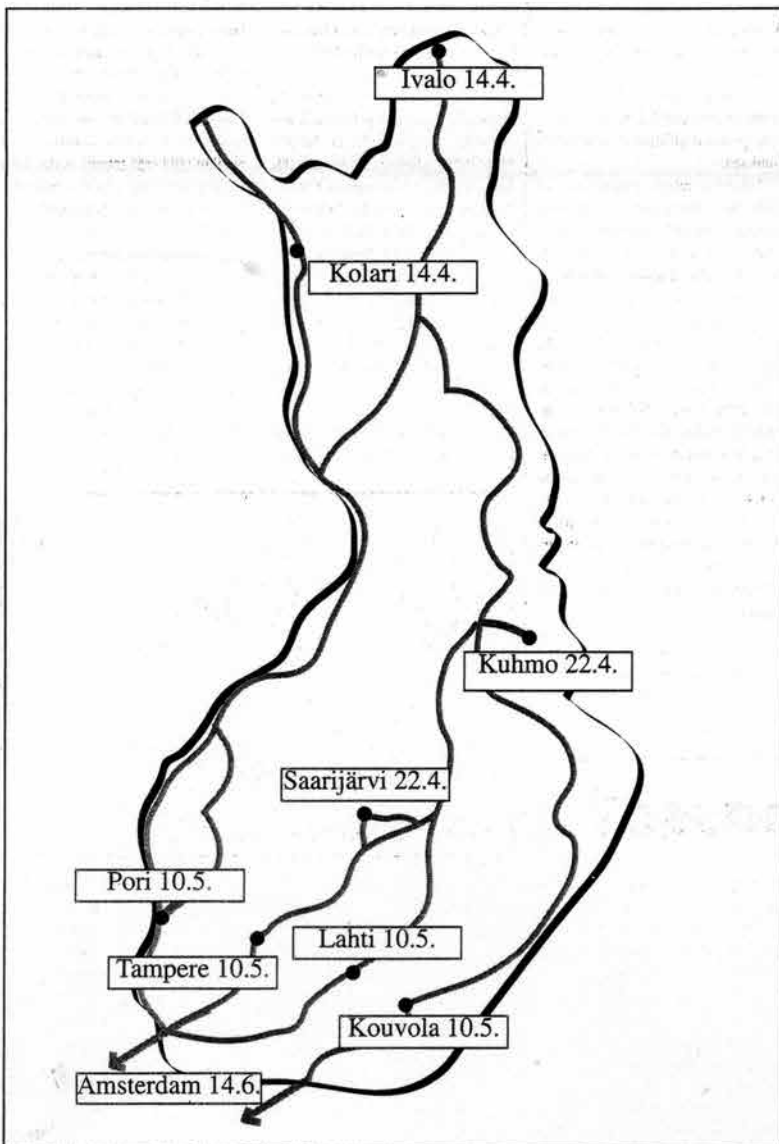 Ivalo 14.4.
Kolari 14.4.
Kuhmo 22.4.
Saarijärvi 22.4.
Pori 10.5.
Lahti 10.5.
Tampere 10.5.
Kouvola 10.5.
Amsterdam 14.6.